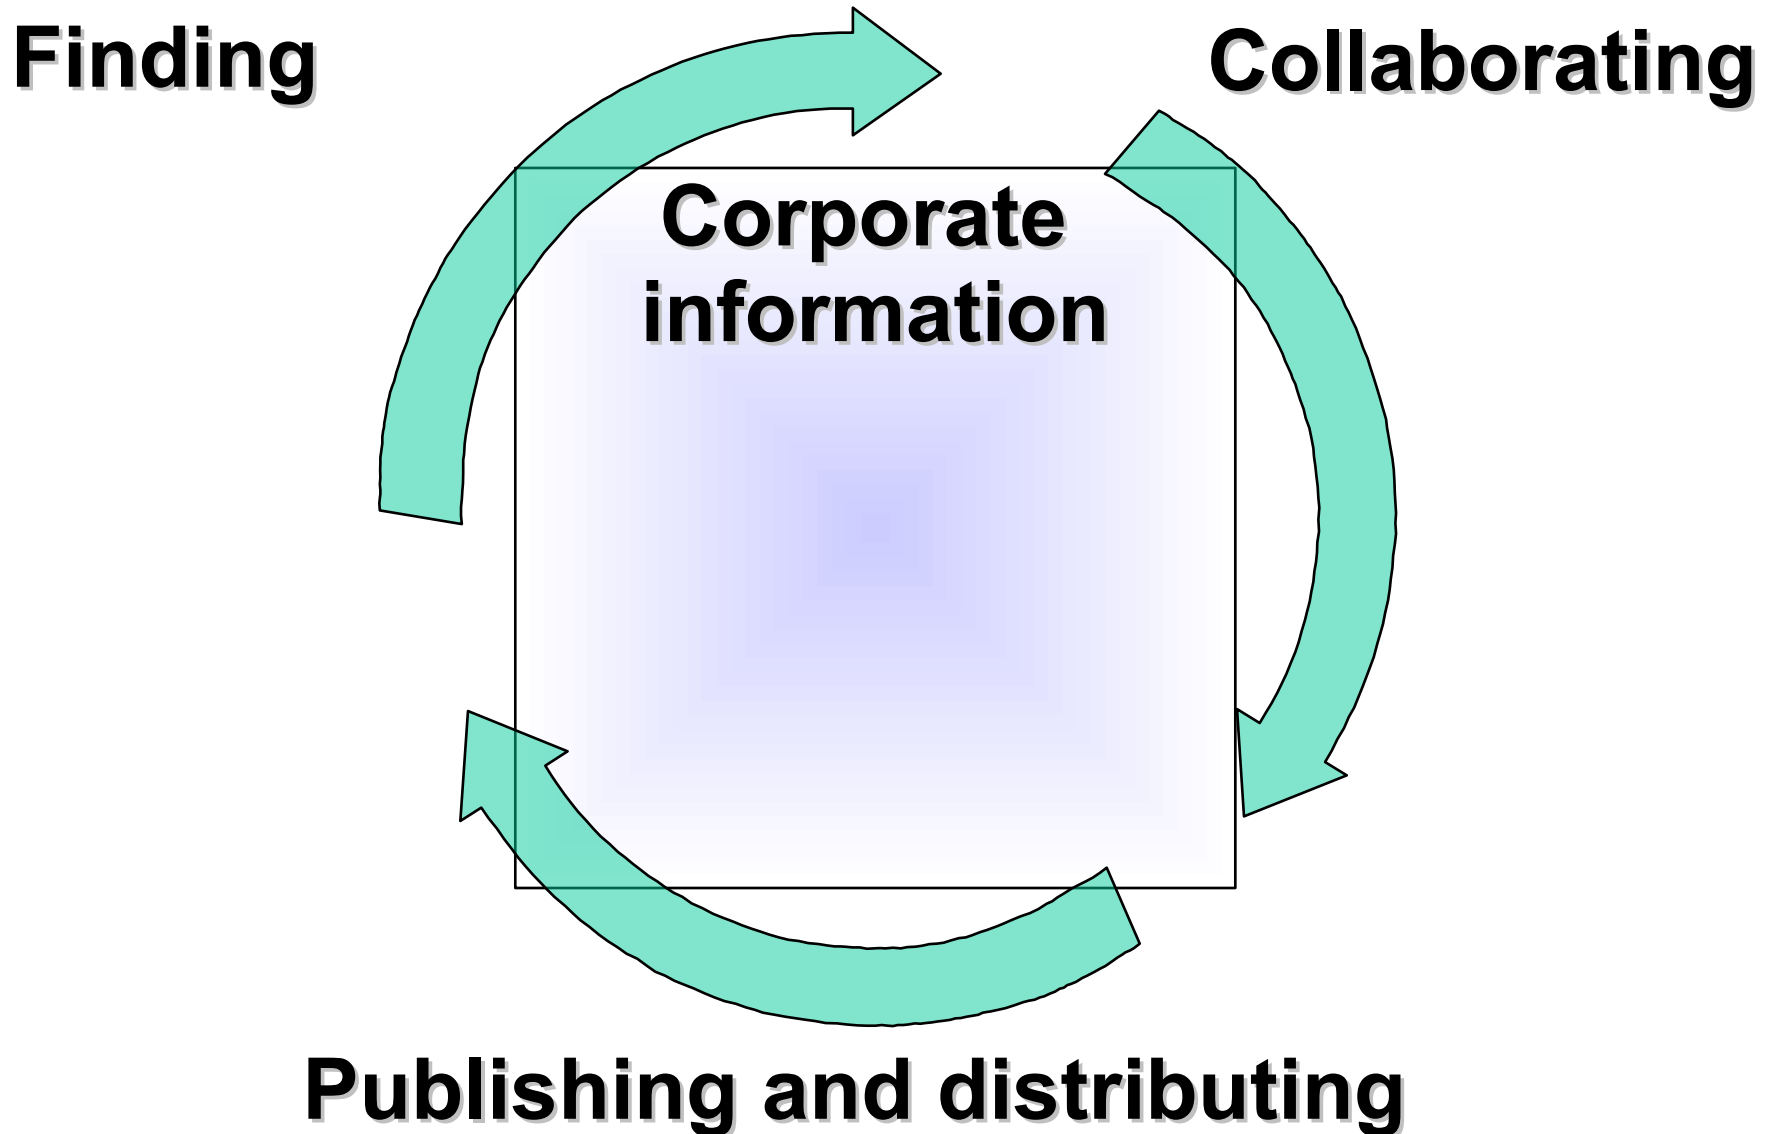 Finding
Collaborating
Corporate
information
Publishing and distributing